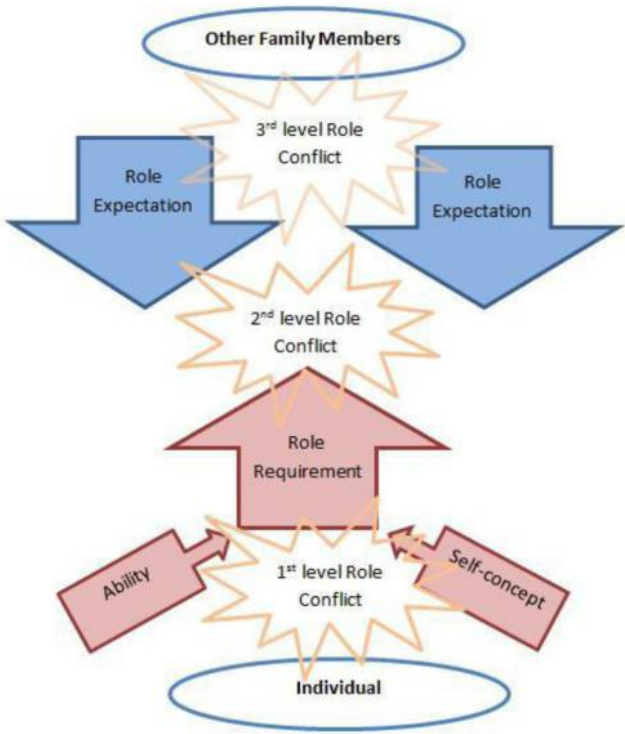 Other Family Members
3rd level Role
Conflict
Role
Expectation
Role
Expectation
2nd level Role
Conflict
Role
Requirement
Ability
1st level Role
Conflict
Self-concept
Individual